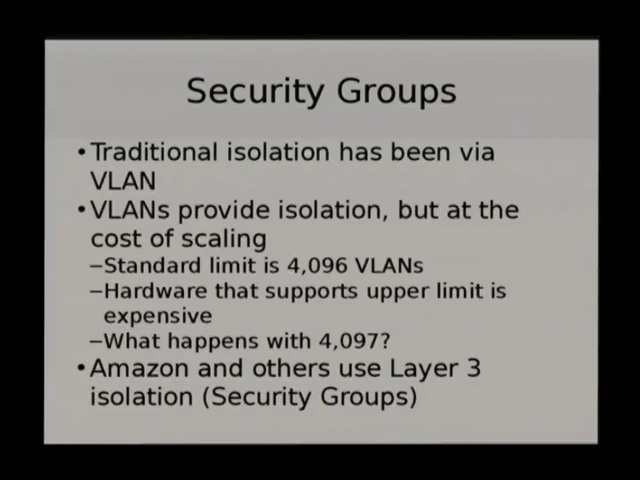 Security Groups
•Traditional isolation has been via
VLAN
•VLANs provide isolation, but at the
cost of scaling
–Standard limit is 4,096 VLANs
–Hardware that supports upper limit is
expensive
–What happens with 4,097?
•Amazon and others use Layer 3
isolation (Security Groups)